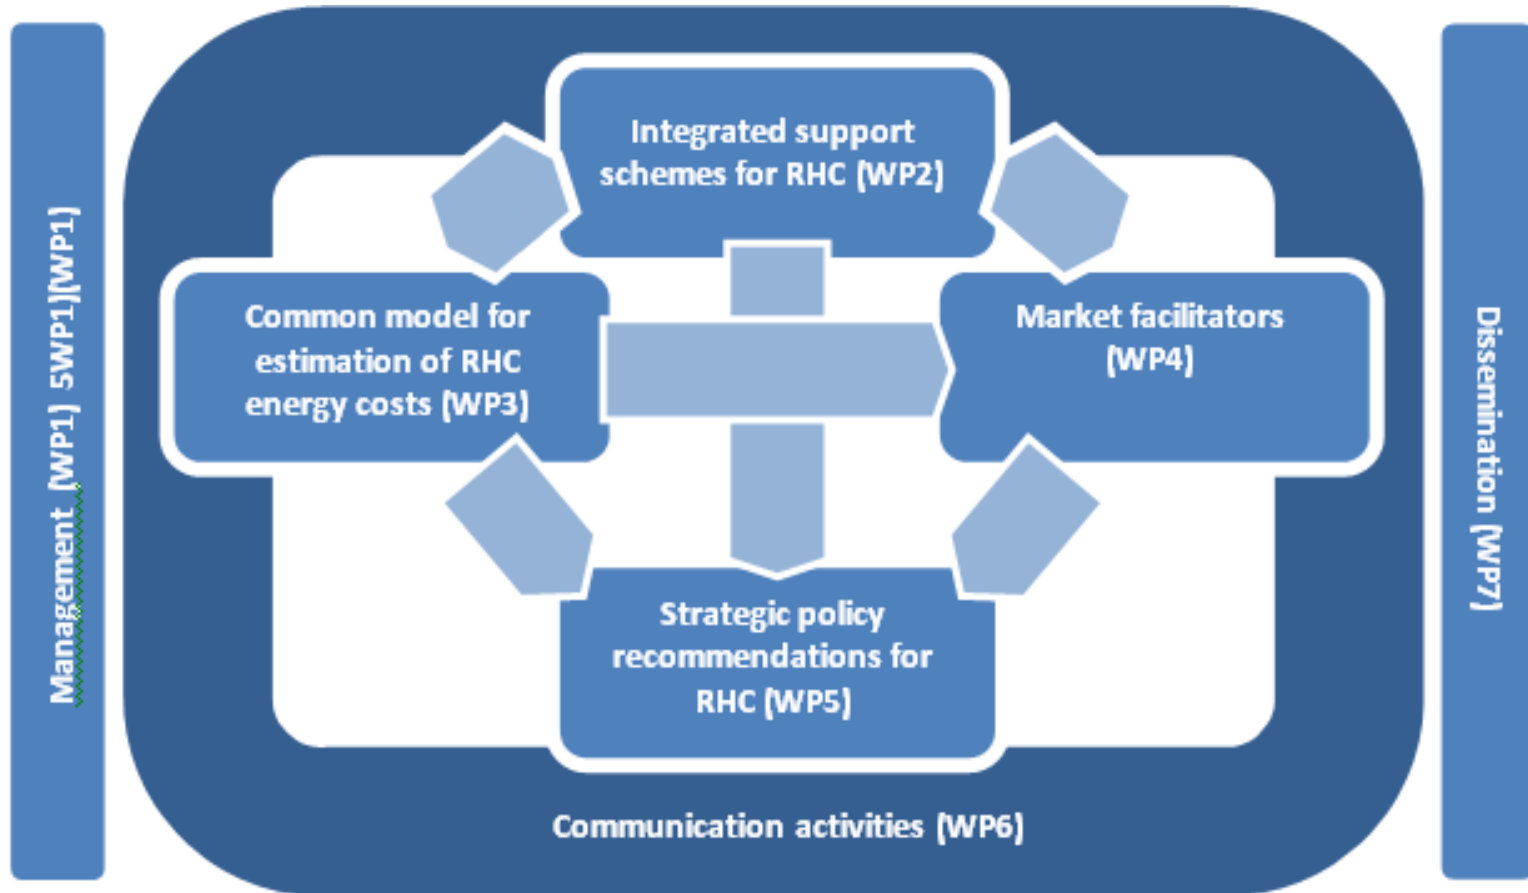 Management (WP1) 5WP1)(WP1)
Integrated support
schemes for RHC (WP2)
Common model for
estimation of RHC
energy costs (WP3)
Market facilitators
(WP4)
Strategic policy
recommendations for
RHC (WP5)
Communication activities (WP6)
Dissemination (WP7)